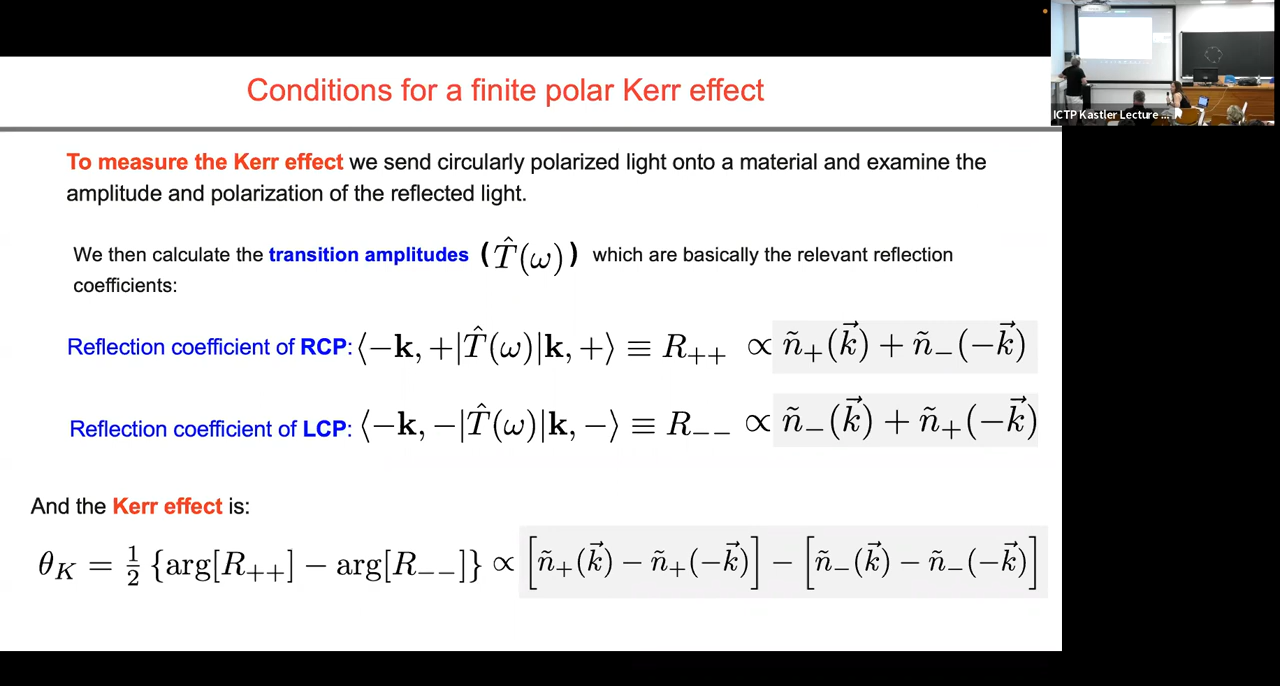 Conditions for a finite polar Kerr effect
ICTP Kastler Lecture ...
To measure the Kerr effect we send circularly polarized light onto a material and examine the
amplitude and polarization of the reflected light.
We then calculate the transition amplitudes (T̂(ω)) which are basically the relevant reflection
coefficients:
Reflection coefficient of RCP: ⟨−k, +|T̂(ω)|k, +⟩ ≡ R₊₊ ∝ ñ₊(k⃗) + ñ₋(−k⃗)
Reflection coefficient of LCP: ⟨−k, −|T̂(ω)|k, −⟩ ≡ R₋₋ ∝ ñ₋(k⃗) + ñ₊(−k⃗)
And the Kerr effect is:
θ_K = ½ {arg[R₊₊] − arg[R₋₋]} ∝ [ñ₊(k⃗) − ñ₊(−k⃗)] − [ñ₋(k⃗) − ñ₋(−k⃗)]